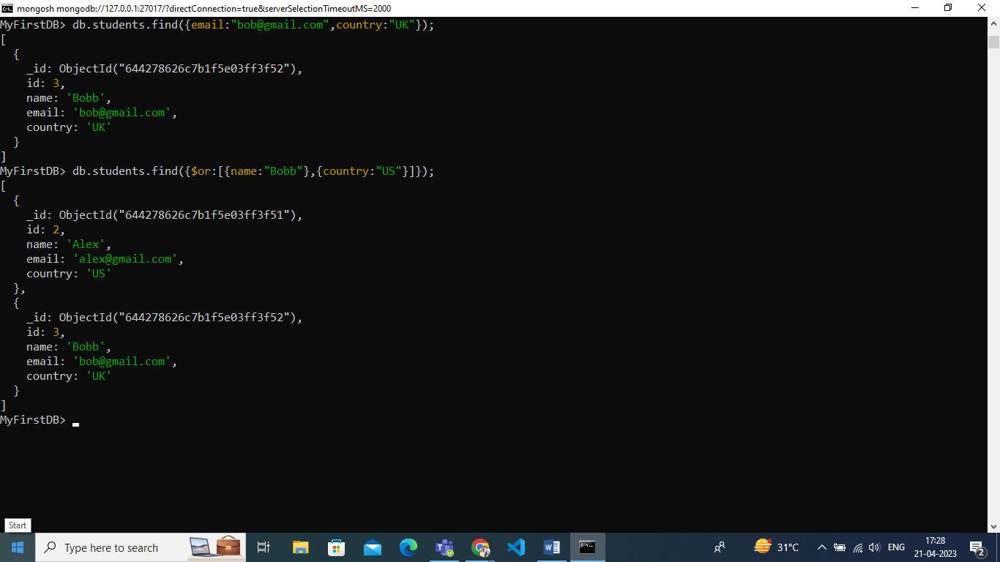 mongosh mongodb://127.0.0.1:27017/?directConnection=true&serverSelectionTimeoutMS=2000
MyFirstDB> db.students.find({email:"bob@gmail.com",country:"UK"});
[
  {
    _id: ObjectId("644278626c7b1f5e03ff3f52"),
    id: 3,
    name: 'Bobb',
    email: 'bob@gmail.com',
    country: 'UK'
  }
]
MyFirstDB> db.students.find({$or:[{name:"Bobb"},{country:"US"}]});
[
  {
    _id: ObjectId("644278626c7b1f5e03ff3f51"),
    id: 2,
    name: 'Alex',
    email: 'alex@gmail.com',
    country: 'US'
  },
  {
    _id: ObjectId("644278626c7b1f5e03ff3f52"),
    id: 3,
    name: 'Bobb',
    email: 'bob@gmail.com',
    country: 'UK'
  }
]
MyFirstDB>
Start
Type here to search
31°C
ENG
17:28
21-04-2023
2